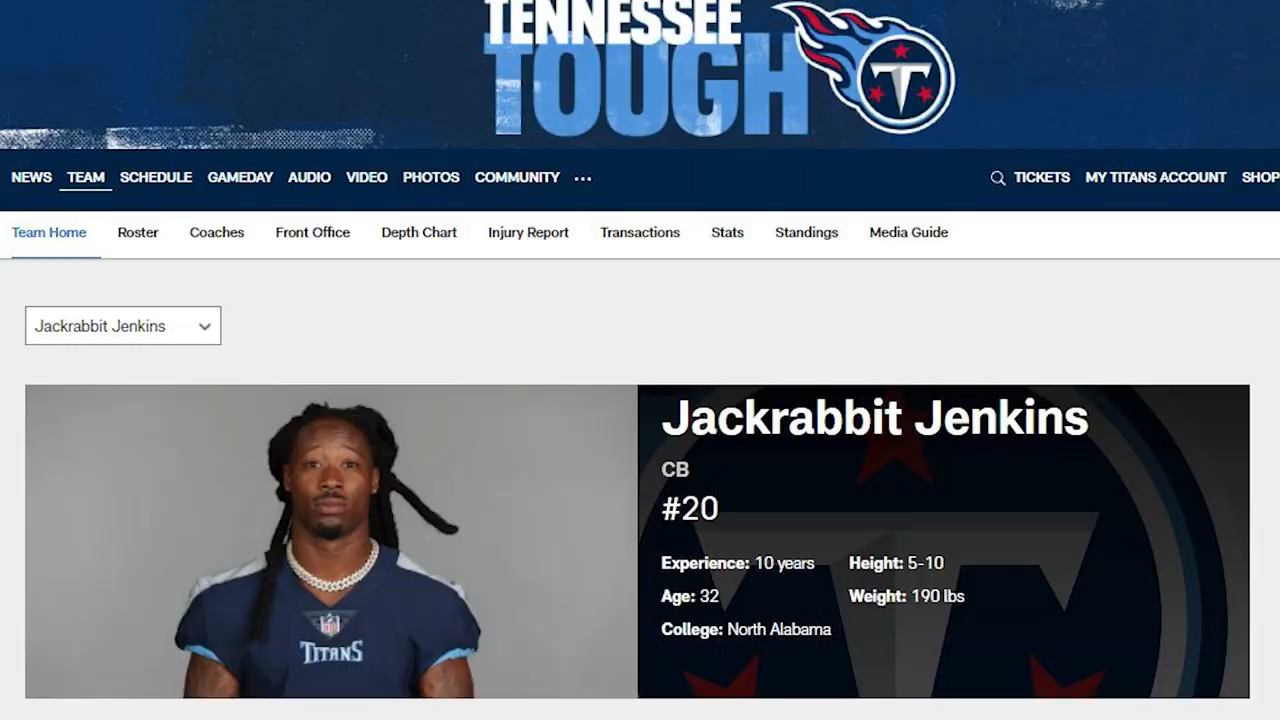 TENNESSEE
TOUGH
T
NEWS TEAM SCHEDULE GAMEDAY AUDIO VIDEO PHOTOS COMMUNITY ... TICKETS MY TITANS ACCOUNT SHOP
Team Home Roster Coaches Front Office Depth Chart Injury Report Transactions Stats Standings Media Guide
Jackrabbit Jenkins
Jackrabbit Jenkins
CB
#20
Experience: 10 years Height: 5-10
Age: 32 Weight: 190 lbs
College: North Alabama
NFL
TITANS